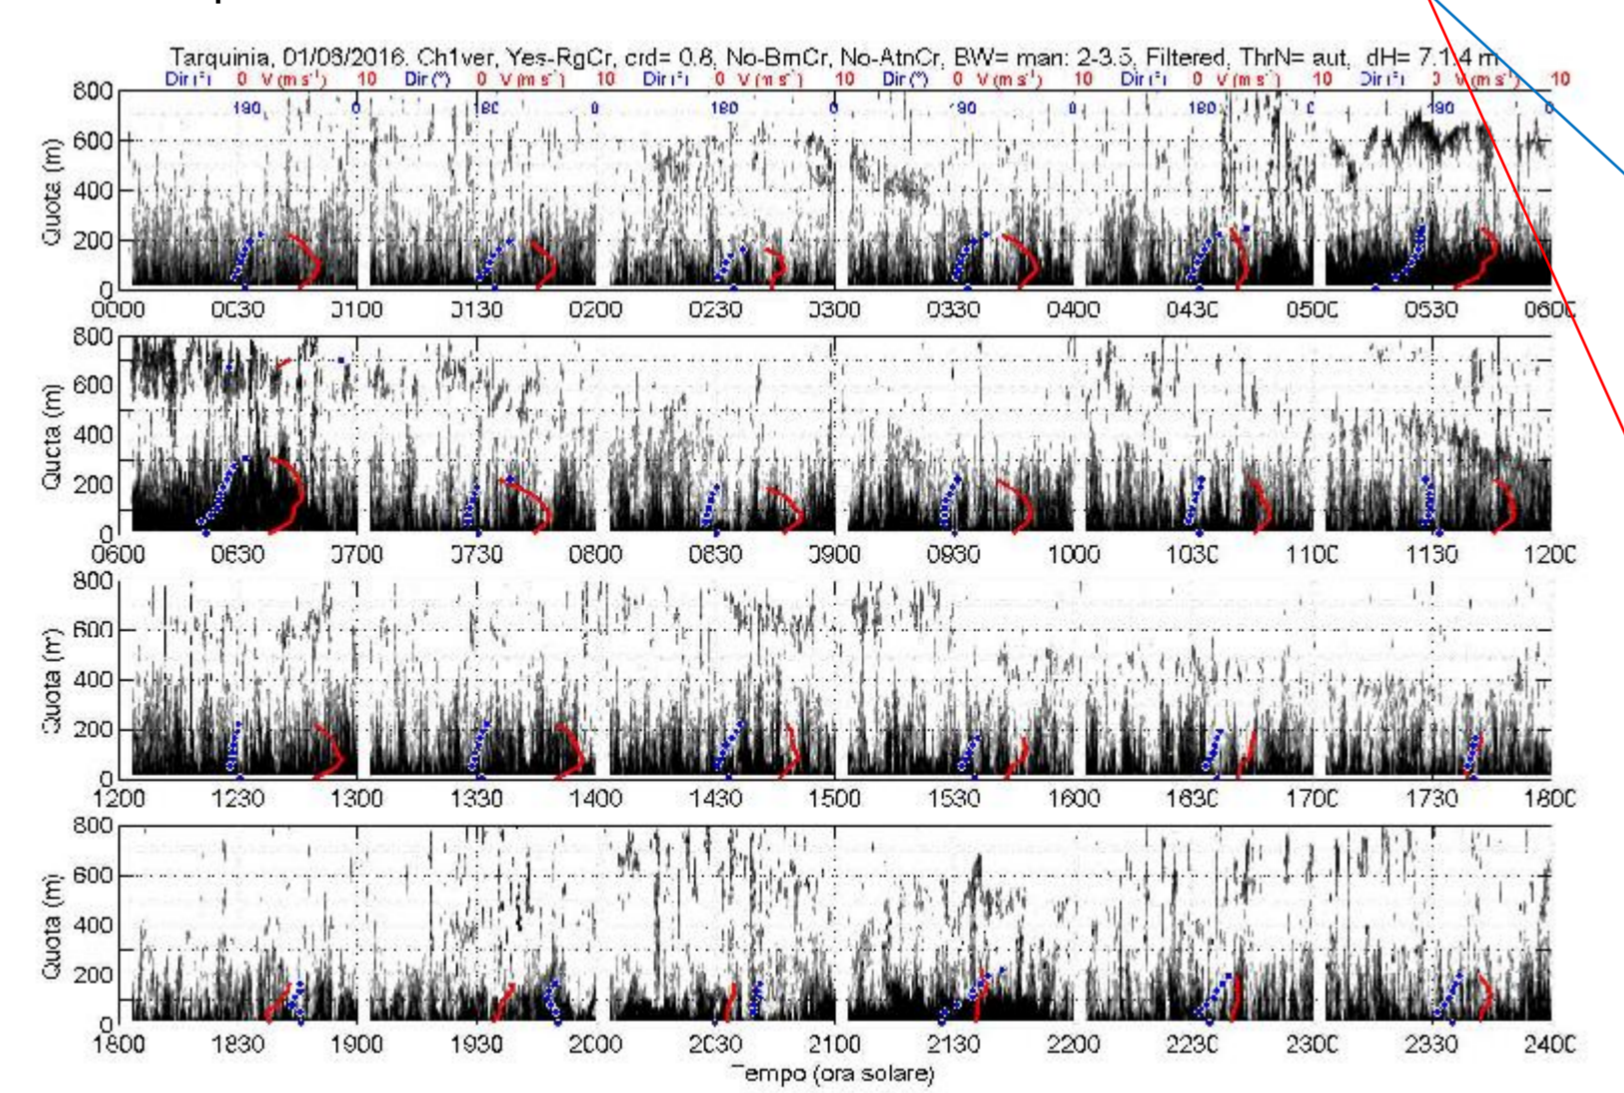 Tarquinia, 01/08/2016, Ch1ver, Yes-RgCr, crd= 0.8, No-BmCr, No-AtnCr, BW= man: 2-3.5, Filtered, ThrN= aut, dH= 7.1:4 m
Dir (°) 0 V (m s⁻¹) 10 Dir (°) 0 V (m s⁻¹) 10 Dir (°) 0 V (m s⁻¹) 10 Dir (°) 0 V (m s⁻¹) 10 Dir (°) 0 V (m s⁻¹) 10 Dir (°) 0 V (m s⁻¹) 10
180 0 180 0 180 0 180 0 180 0 180 0
Quota (m)
800
600
400
200
0
0000 0030 0100 0130 0200 0230 0300 0330 0400 0430 0500 0530 0600
Quota (m)
800
600
400
200
0
0600 0630 0700 0730 0800 0830 0900 0930 1000 1030 1100 1130 1200
Quota (m)
800
600
400
200
0
1200 1230 1300 1330 1400 1430 1500 1530 1600 1630 1700 1730 1800
Quota (m)
800
600
400
200
0
1800 1830 1900 1930 2000 2030 2100 2130 2200 2230 2300 2330 2400
Tempo (ora solare)